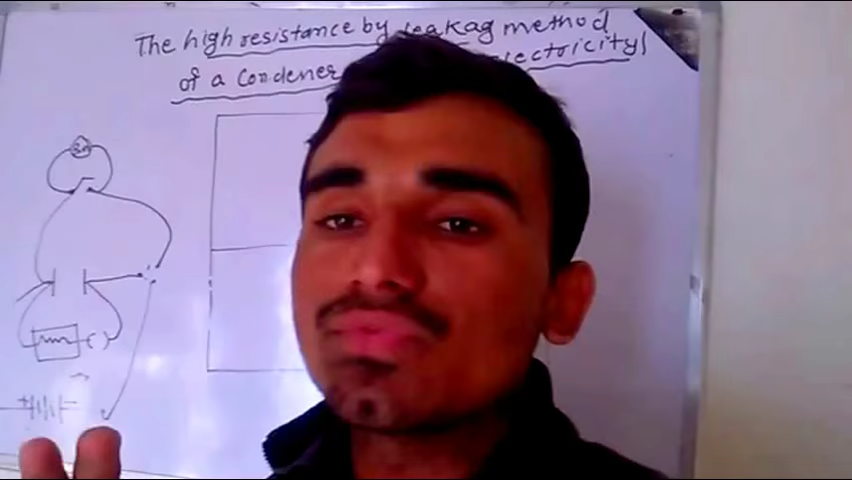 The high resistance by Leakag method
of a Condener electricity